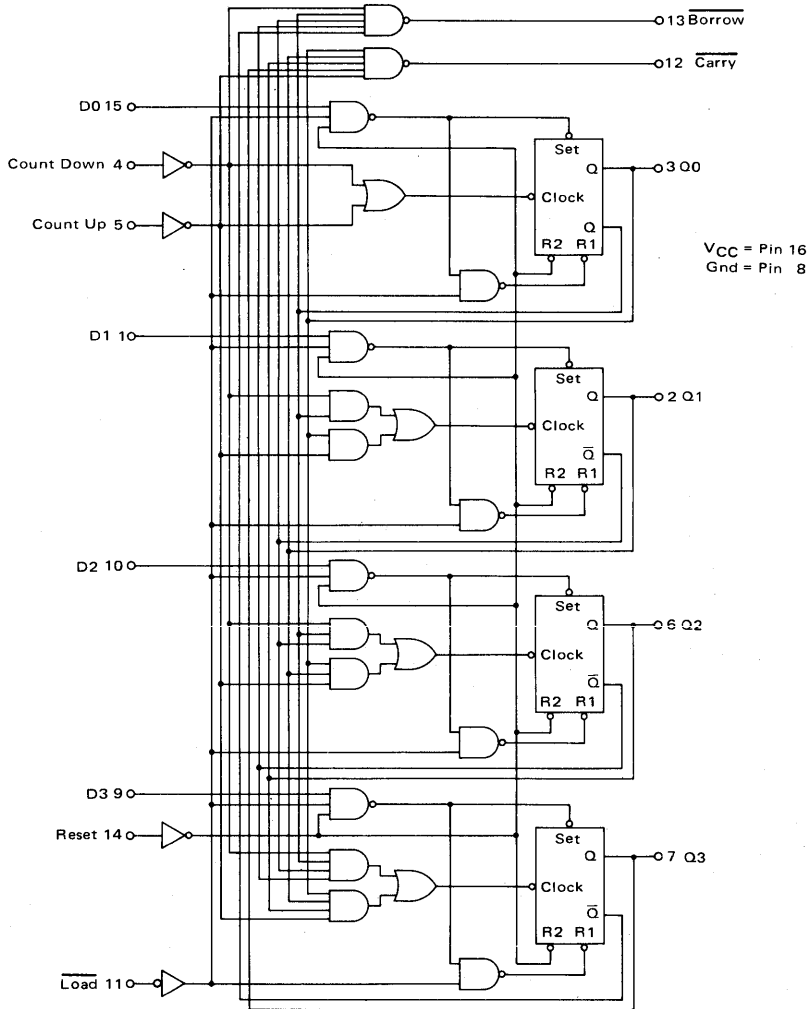 13 Borrow
12 Carry
D0 15
Set
Q
3 Q0
Count Down 4
Clock
Count Up 5
Q
R2 R1
VCC = Pin 16
Gnd = Pin 8
D1 1
Set
Q
2 Q1
Clock
Q̅
R2 R1
D2 10
Set
Q
6 Q2
Clock
Q̅
R2 R1
D3 9
Reset 14
Set
Q
7 Q3
Clock
Q̅
R2 R1
Load 11